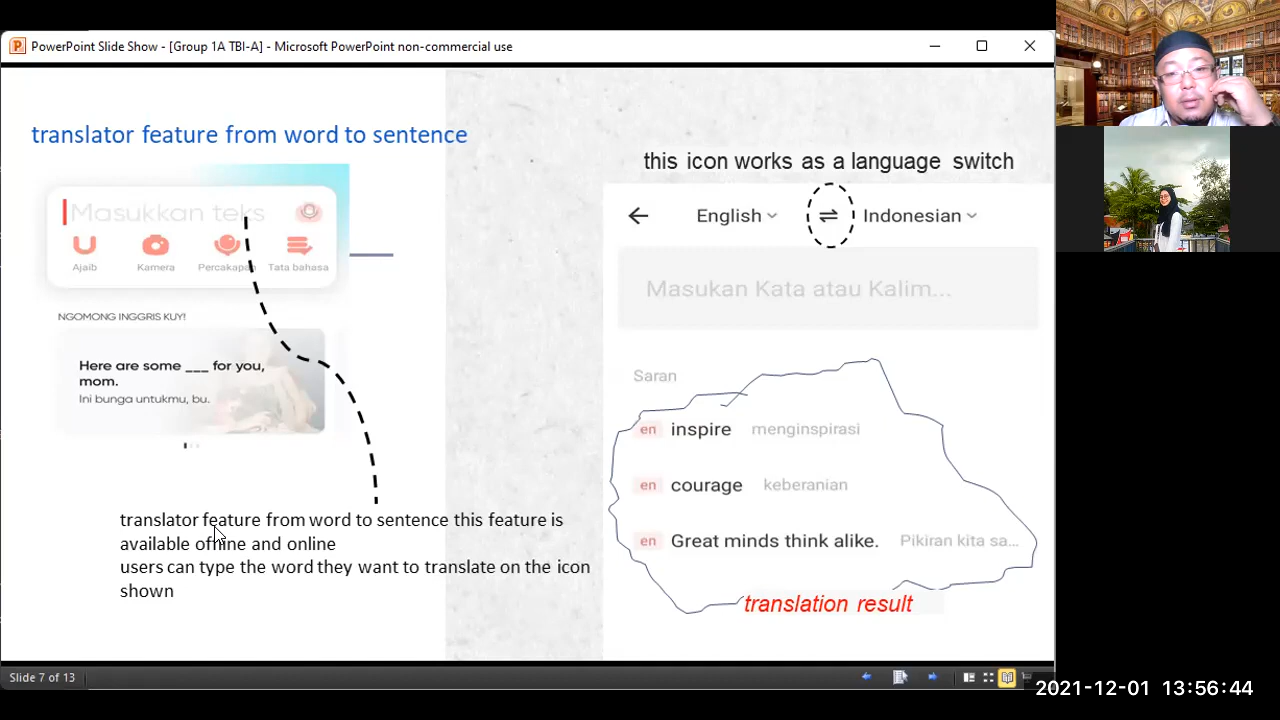 PowerPoint Slide Show - [Group 1A TBI-A] - Microsoft PowerPoint non-commercial use
translator feature from word to sentence
Masukkan teks
Ajaib Kamera Percakapan Tata bahasa
NGOMONG INGGRIS KUY!
Here are some ___ for you,
mom.
Ini bunga untukmu, bu.
translator feature from word to sentence this feature is
available offline and online
users can type the word they want to translate on the icon
shown
this icon works as a language switch
English Indonesian
Masukan Kata atau Kalim...
Saran
en inspire menginspirasi
en courage keberanian
en Great minds think alike. Pikiran kita sa...
translation result
Slide 7 of 13
2021-12-01 13:56:44